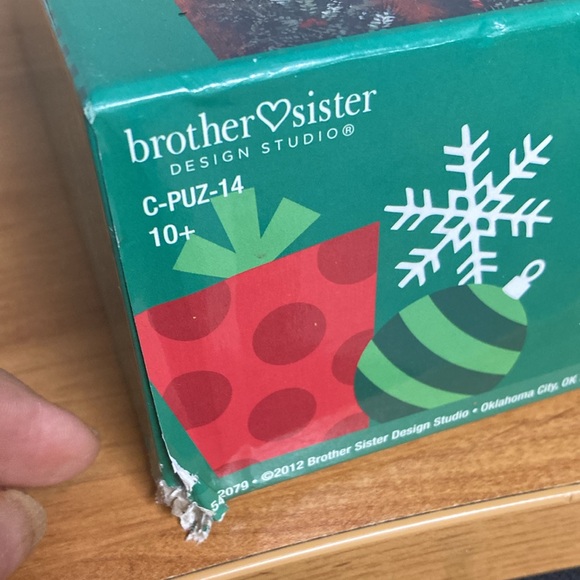 brother♡sister
DESIGN STUDIO®
C-PUZ-14
10+
2079 • ©2012 Brother Sister Design Studio • Oklahoma City, OK